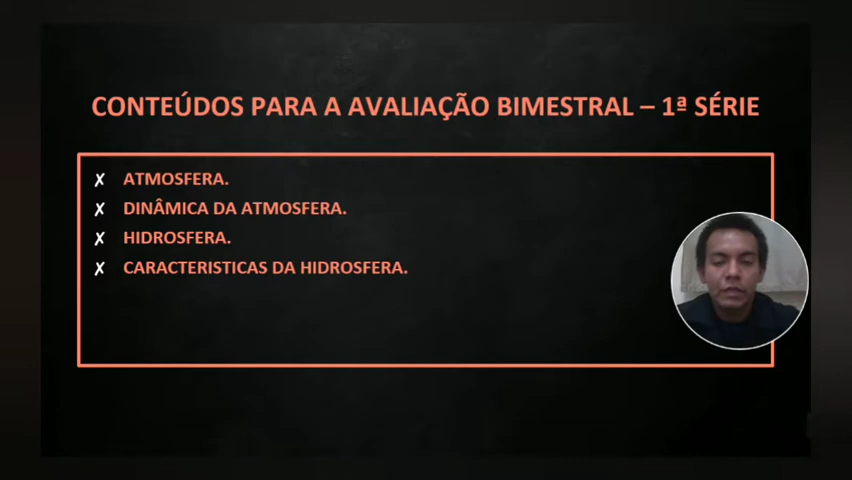 CONTEÚDOS PARA A AVALIAÇÃO BIMESTRAL – 1ª SÉRIE
✗ ATMOSFERA.
✗ DINÂMICA DA ATMOSFERA.
✗ HIDROSFERA.
✗ CARACTERISTICAS DA HIDROSFERA.